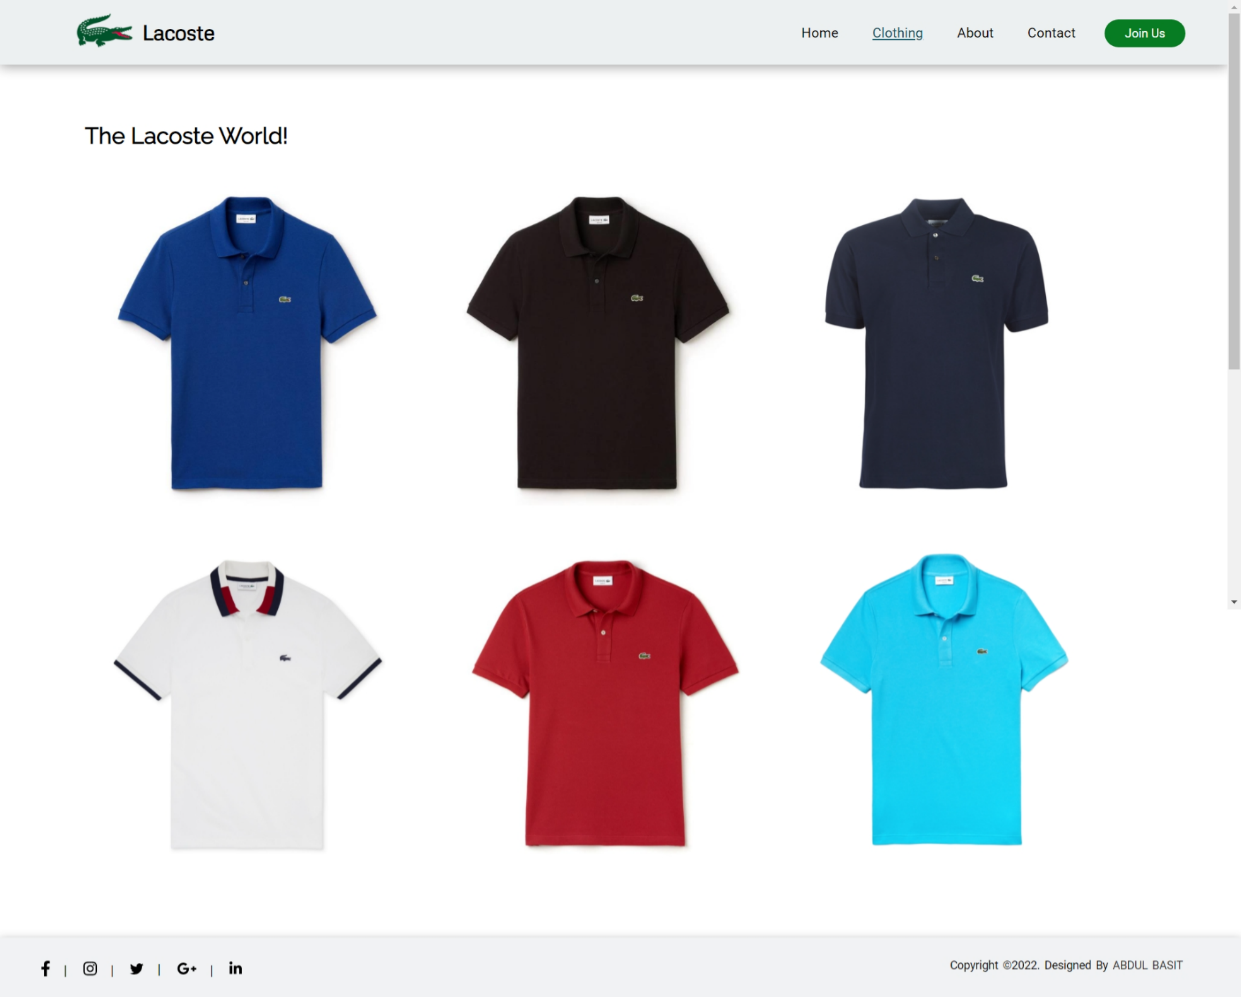 Lacoste
Home
Clothing
About
Contact
Join Us
The Lacoste World!
| | | |
Copyright ©2022. Designed By ABDUL BASIT